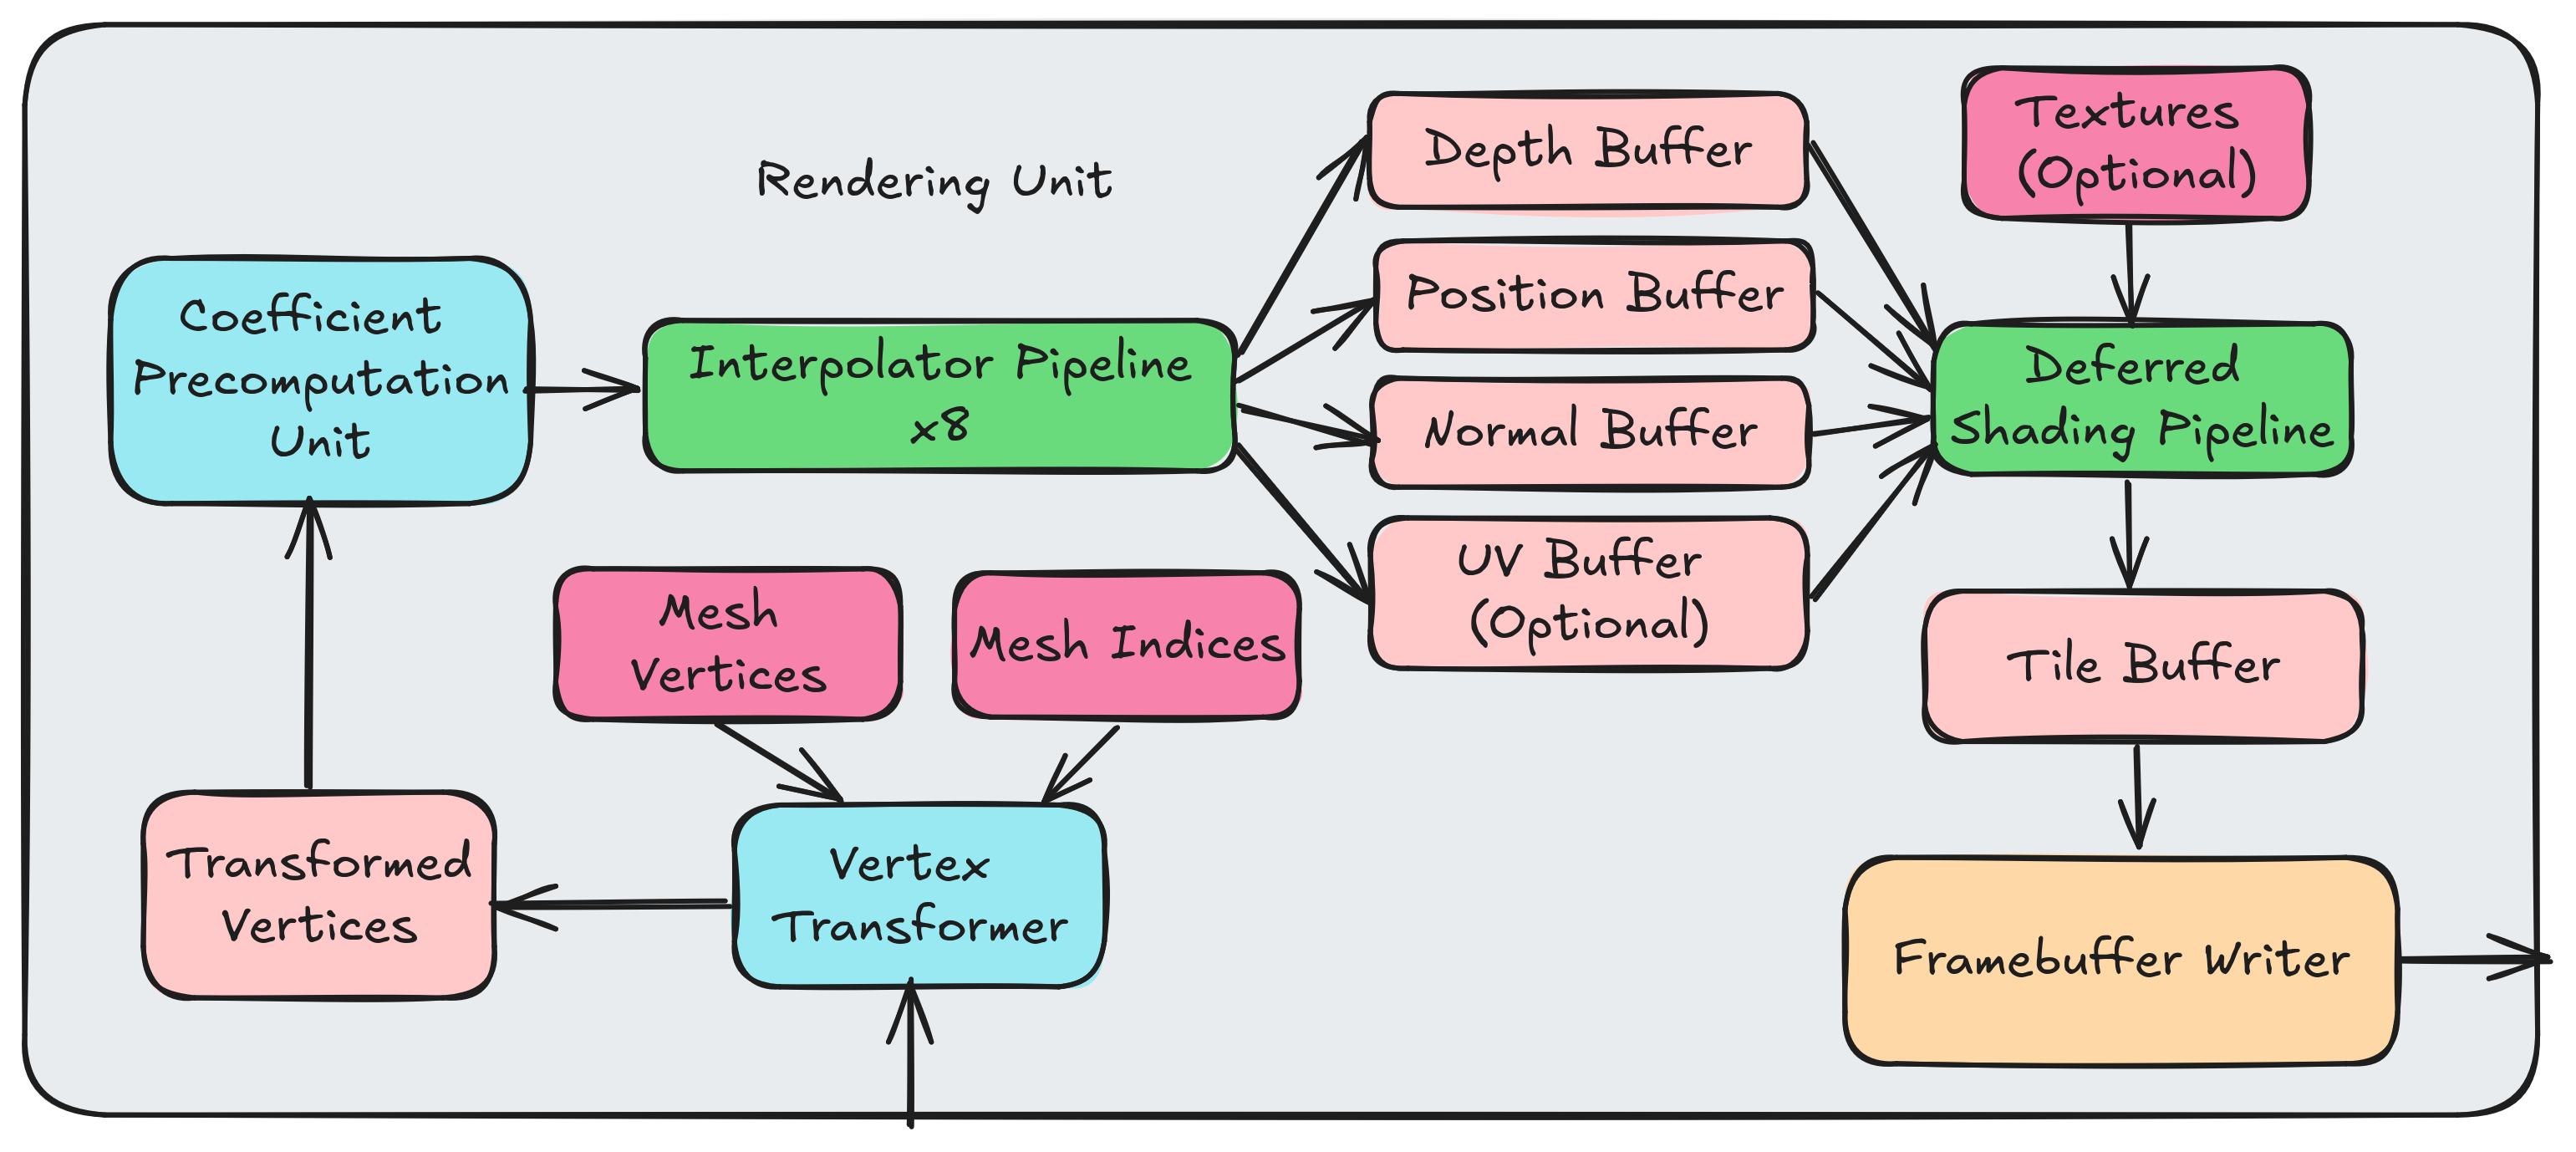 Rendering Unit
Coefficient
Precomputation
Unit
Interpolator Pipeline
x8
Depth Buffer
Position Buffer
Normal Buffer
UV Buffer
(Optional)
Textures
(Optional)
Deferred
Shading Pipeline
Tile Buffer
Framebuffer Writer
Mesh
Vertices
Mesh Indices
Vertex
Transformer
Transformed
Vertices